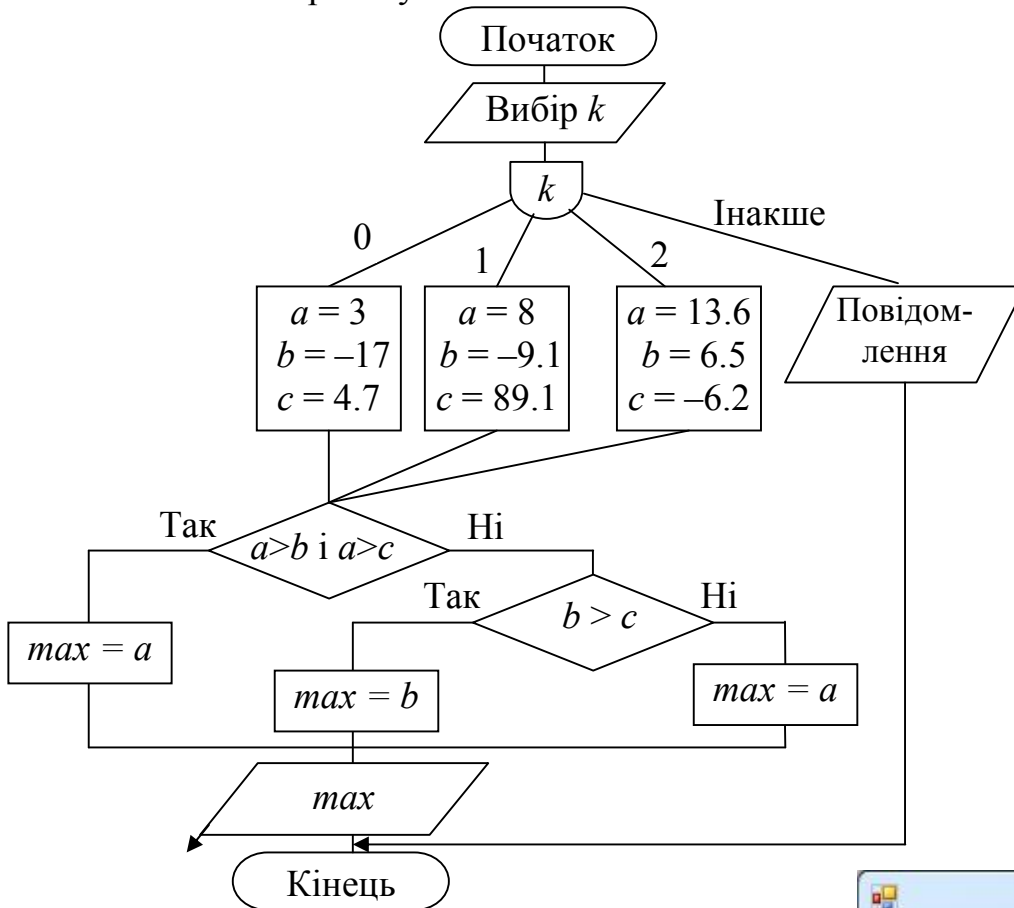 Початок
Вибір k
k
Інакше
0
1
2
a = 3
b = –17
c = 4.7
a = 8
b = –9.1
c = 89.1
a = 13.6
b = 6.5
c = –6.2
Повідом-
лення
Так
a>b і a>c
Ні
Так
b > c
Ні
max = a
max = b
max = a
max
Кінець